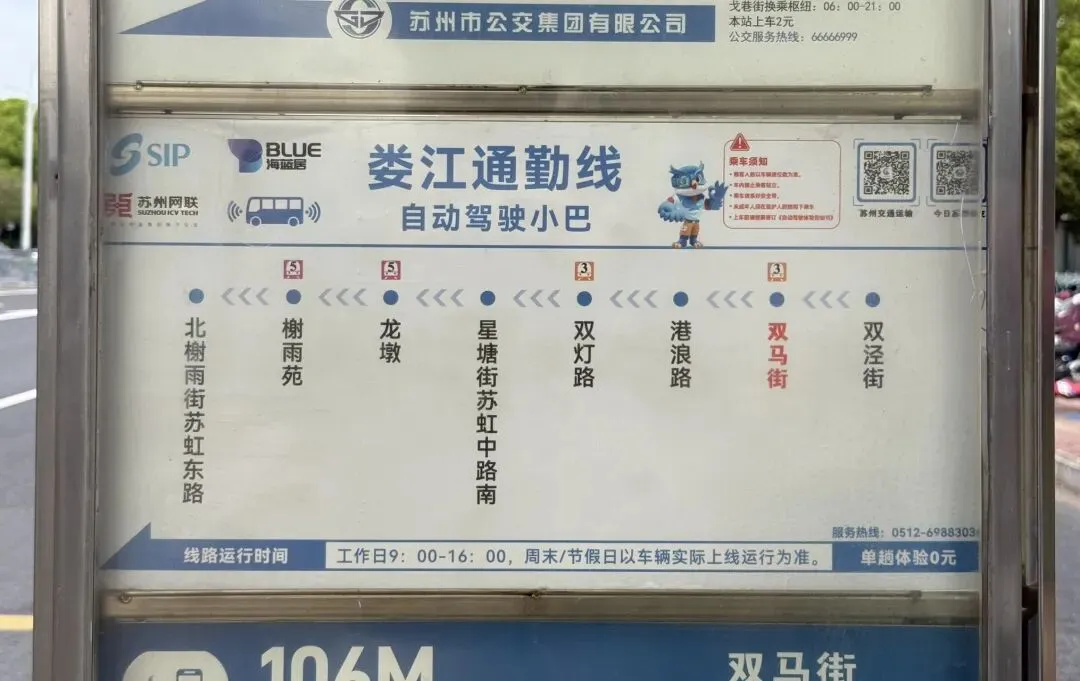 戈巷街换乘枢纽：06：00-21：00
本站上车2元
公交服务热线：66666999
苏州市公交集团有限公司
SIP
BLUE
海蓝居
苏州网联
SUZHOU ICV TECH
娄江通勤线
自动驾驶小巴
乘车须知
苏州交通运输
5
5
3
3
北榭雨街苏虹东路
榭雨苑
龙墩
星塘街苏虹中路南
双灯路
港浪路
双马街
双泾街
服务热线：0512-6988303
线路运行时间
工作日9：00-16：00，周末/节假日以车辆实际上线运行为准。
单趟体验0元
106M
双马街